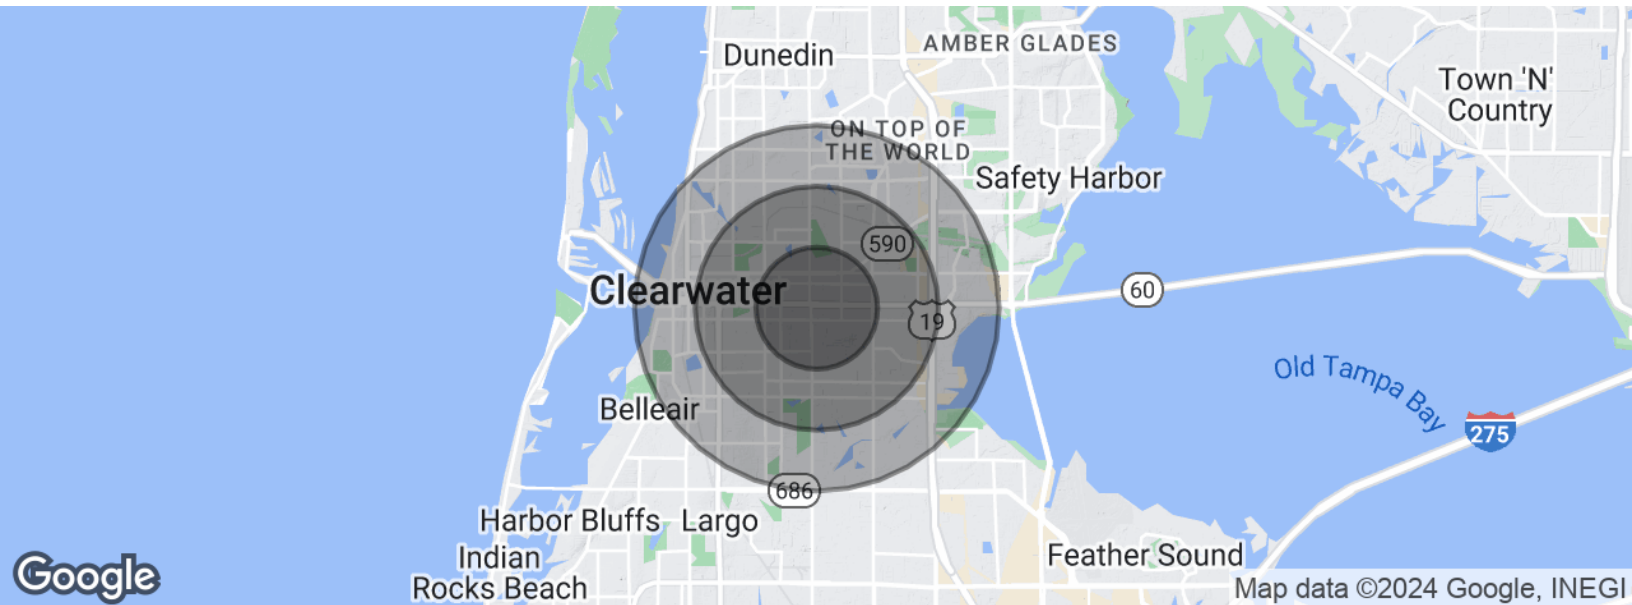 Dunedin
AMBER GLADES
Town 'N'
Country
ON TOP OF
THE WORLD
Safety Harbor
590
Clearwater
60
19
Old Tampa Bay
Belleair
275
686
Harbor Bluffs
Largo
Indian
Rocks Beach
Feather Sound
Google
Map data ©2024 Google, INEGI